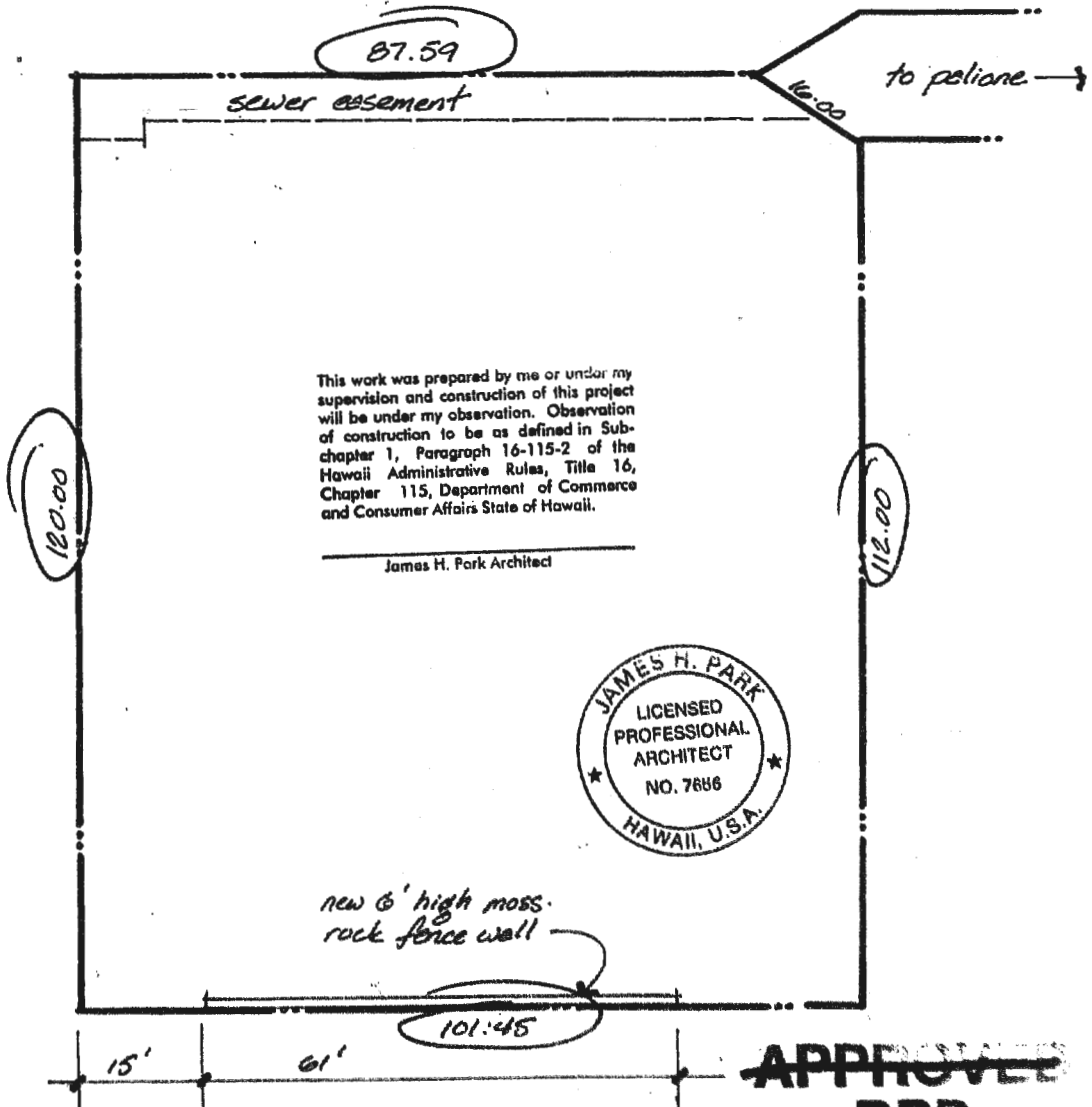 87.59
to pelione
sewer easement
16.00
This work was prepared by me or under my
supervision and construction of this project
will be under my observation. Observation
of construction to be as defined in Sub-
chapter 1, Paragraph 16-115-2 of the
Hawaii Administrative Rules, Title 16,
Chapter 115, Department of Commerce
and Consumer Affairs State of Hawaii.
120.00
112.00
James H. Park Architect
JAMES H. PARK
LICENSED
PROFESSIONAL
ARCHITECT
NO. 7686
HAWAII, U.S.A.
new 6' high moss.
rock fence wall
101.45
15'
61'
APPROVED